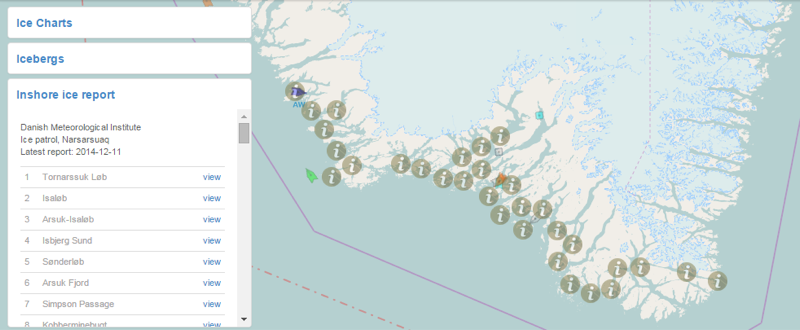 Ice Charts
Icebergs
Inshore ice report
Danish Meteorological Institute
Ice patrol, Narsarsuaq
Latest report: 2014-12-11
1 Tornarssuk Løb view
2 Isaløb view
3 Arsuk-Isaløb view
4 Isbjerg Sund view
5 Sønderløb view
6 Arsuk Fjord view
7 Simpson Passage view
8 Kobberminebugt view